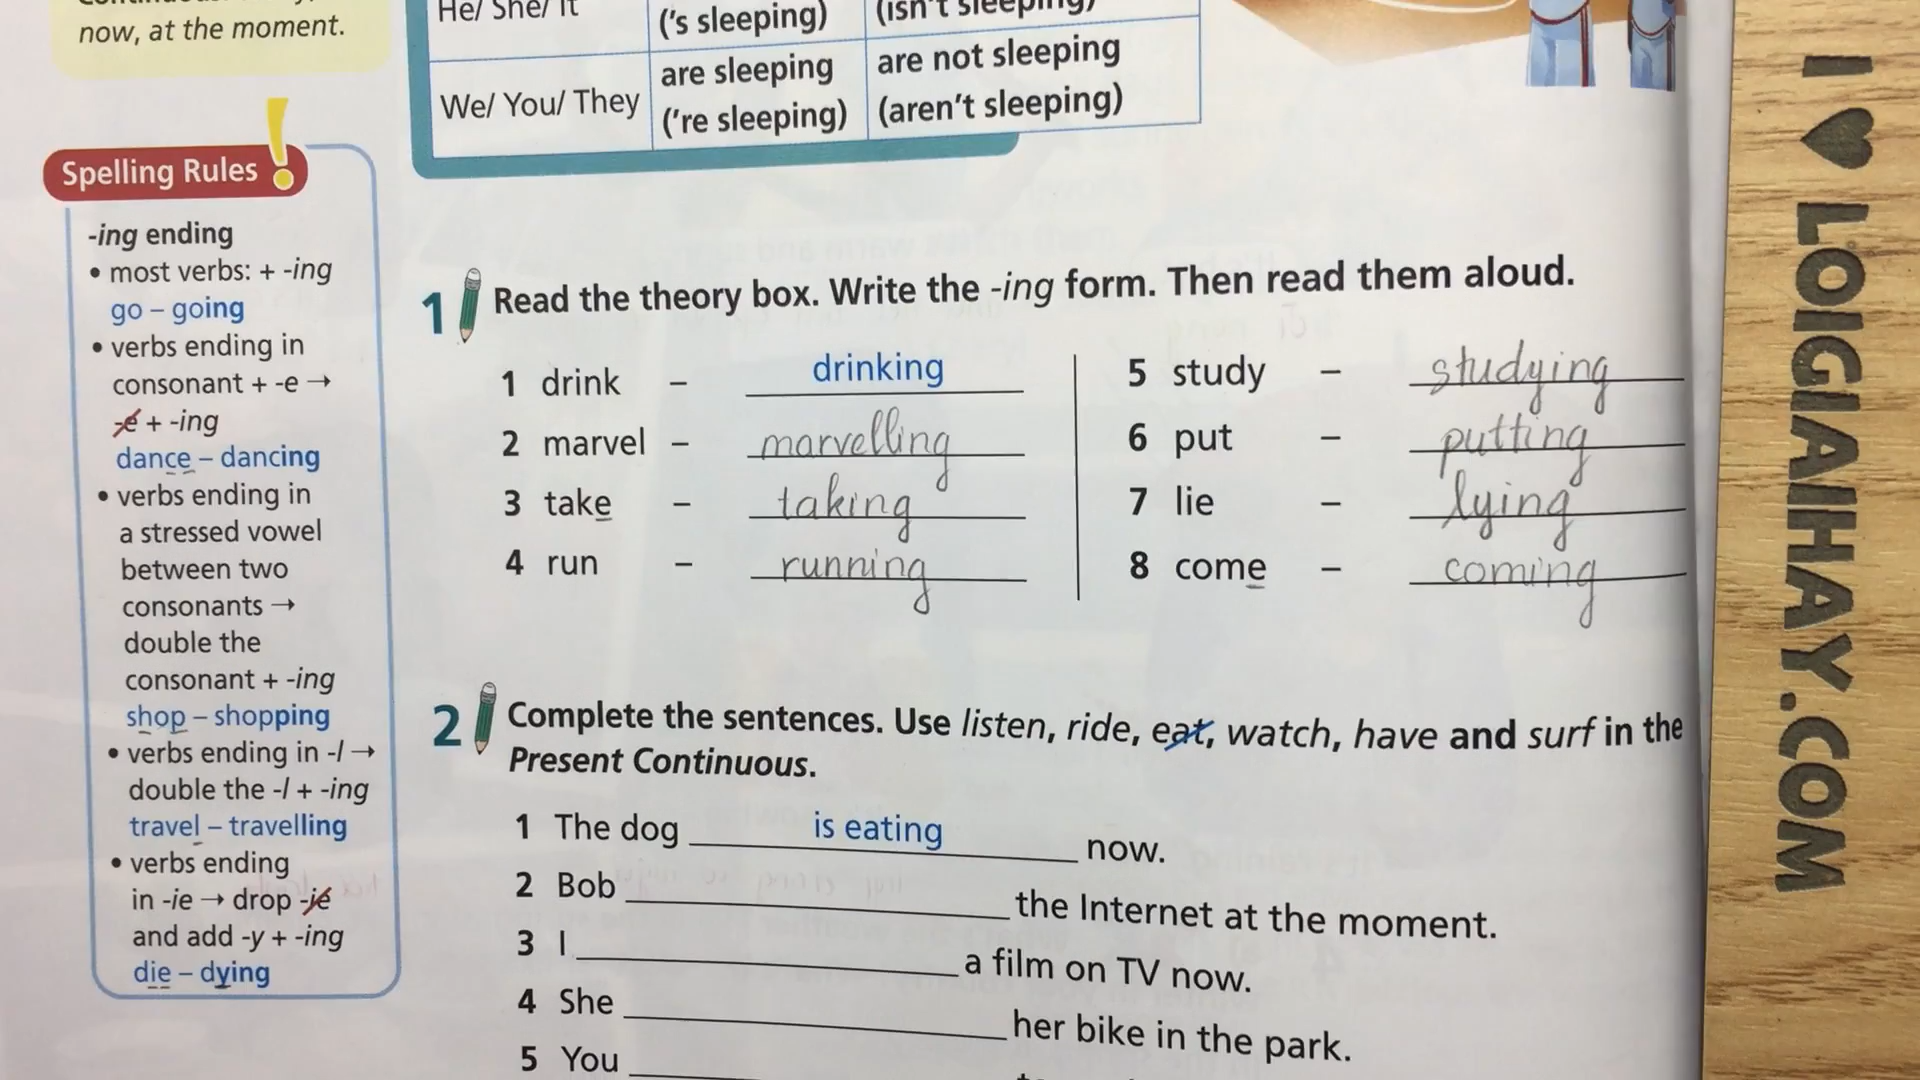 now, at the moment.
He/ She/ It
('s sleeping)
(isn't sleeping)
We/ You/ They
are sleeping
('re sleeping)
are not sleeping
(aren't sleeping)
Spelling Rules !
-ing ending
• most verbs: + -ing
go – going
• verbs ending in
consonant + -e →
-e + -ing
dance – dancing
• verbs ending in
a stressed vowel
between two
consonants →
double the
consonant + -ing
shop – shopping
• verbs ending in -l →
double the -l + -ing
travel – travelling
• verbs ending
in -ie → drop -ie
and add -y + -ing
die – dying
1 Read the theory box. Write the -ing form. Then read them aloud.
1 drink – drinking
2 marvel – marvelling
3 take – taking
4 run – running
5 study – studying
6 put – putting
7 lie – lying
8 come – coming
2 Complete the sentences. Use listen, ride, eat, watch, have and surf in the
Present Continuous.
1 The dog is eating now.
2 Bob the Internet at the moment.
3 I a film on TV now.
4 She her bike in the park.
5 You
I ♥ LOIGIAIHAY.COM